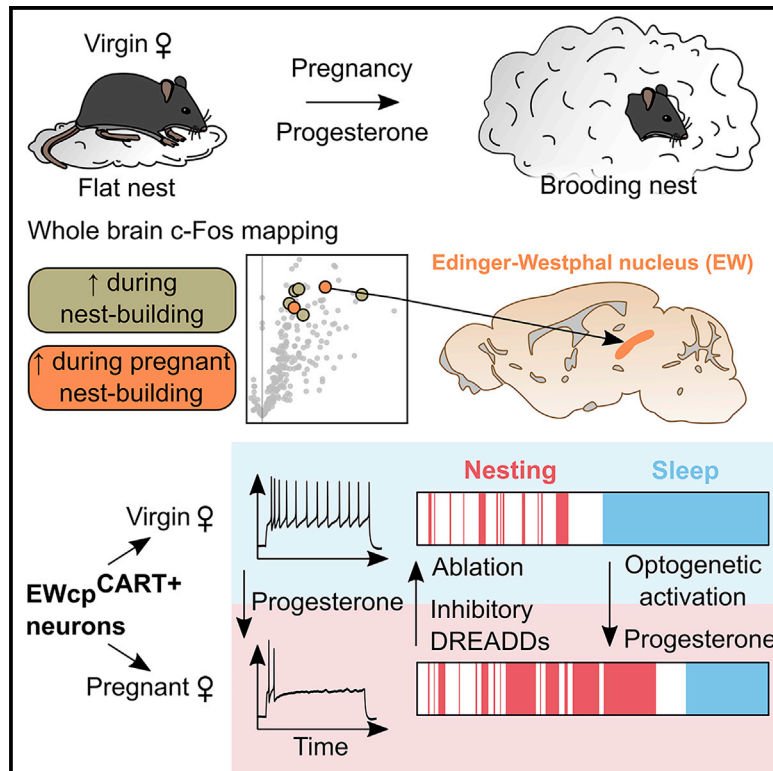 Virgin ♀
Pregnancy
Progesterone
Flat nest
Brooding nest
Whole brain c-Fos mapping
↑ during
nest-building
↑ during pregnant
nest-building
Edinger-Westphal nucleus (EW)
Nesting
Sleep
Virgin ♀
EWcpCART+
neurons
Pregnant ♀
Progesterone
Time
Ablation
Inhibitory
DREADDs
Optogenetic
activation
Progesterone